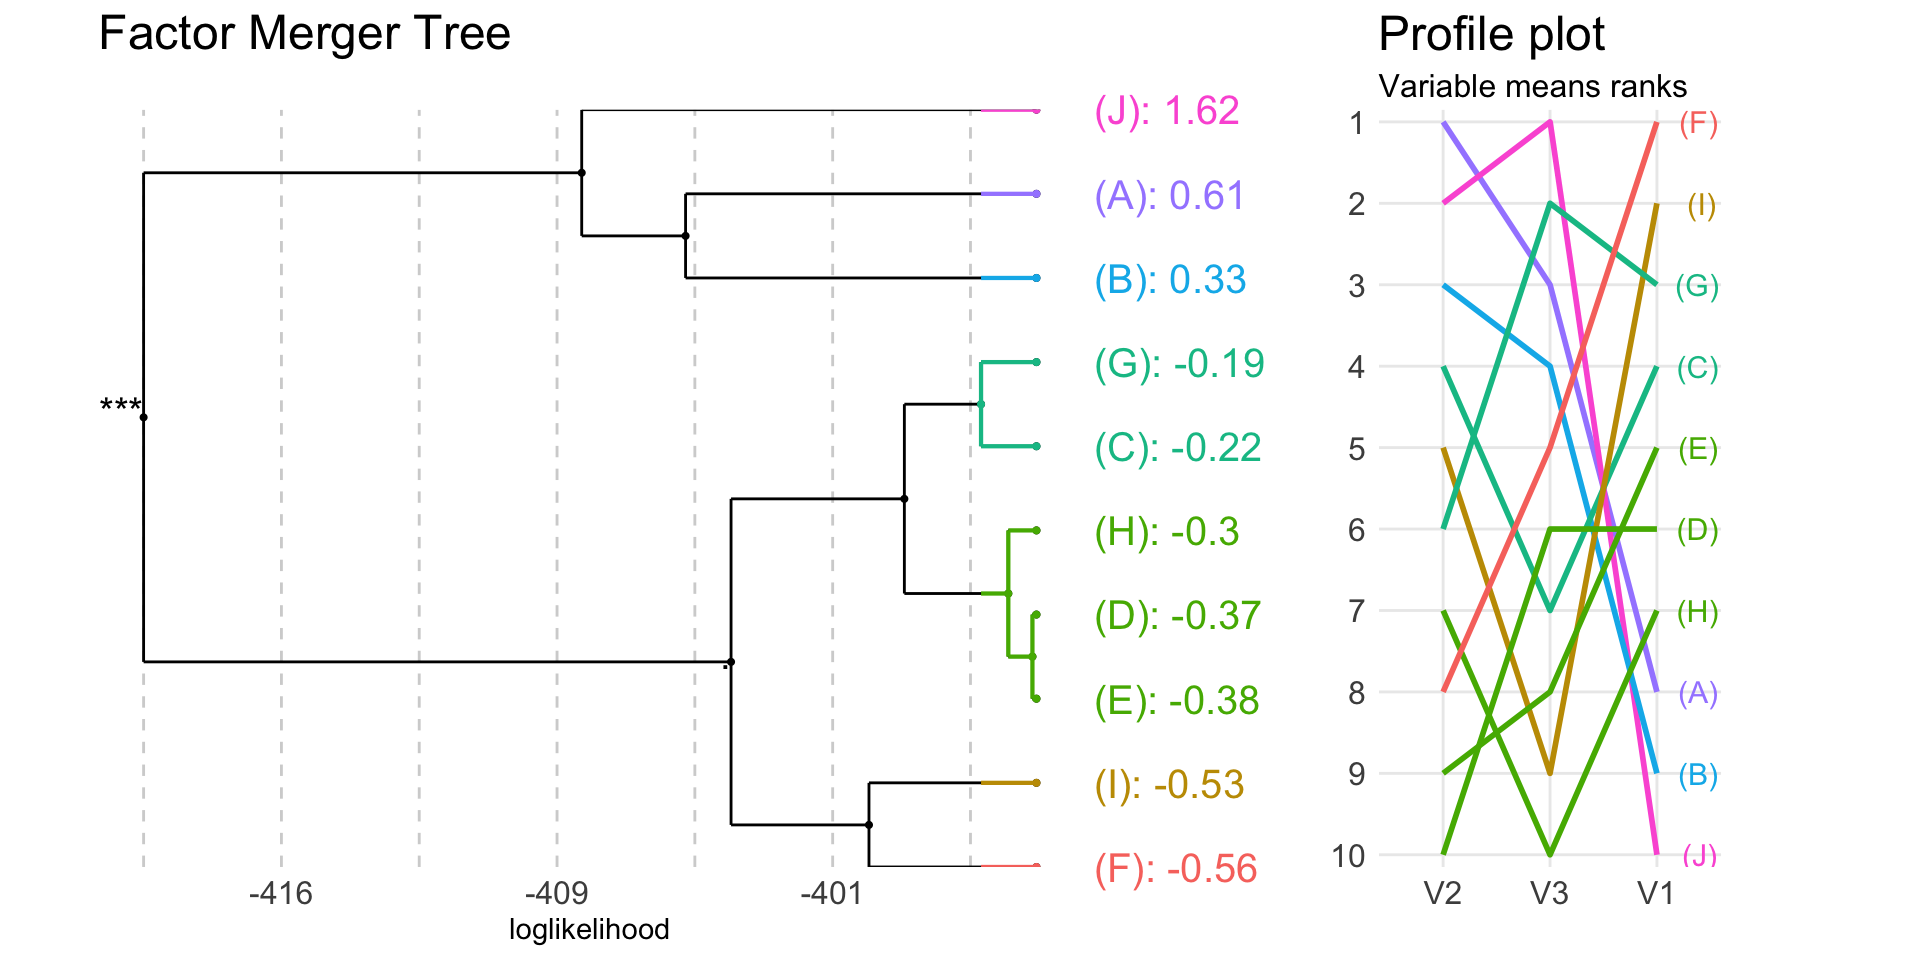 Factor Merger Tree
(J): 1.62
(A): 0.61
(B): 0.33
(G): -0.19
(C): -0.22
(H): -0.3
(D): -0.37
(E): -0.38
(I): -0.53
(F): -0.56
***
.
-416 -409 -401
loglikelihood
Profile plot
Variable means ranks
1 (F)
2 (I)
3 (G)
4 (C)
5 (E)
6 (D)
7 (H)
8 (A)
9 (B)
10 (J)
V2 V3 V1